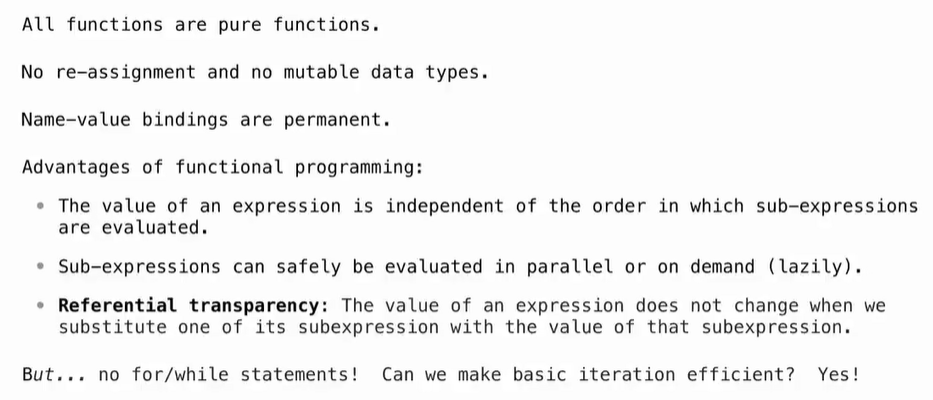 All functions are pure functions.
No re-assignment and no mutable data types.
Name-value bindings are permanent.
Advantages of functional programming:
• The value of an expression is independent of the order in which sub-expressions
are evaluated.
• Sub-expressions can safely be evaluated in parallel or on demand (lazily).
• Referential transparency: The value of an expression does not change when we
substitute one of its subexpression with the value of that subexpression.
But... no for/while statements!  Can we make basic iteration efficient?  Yes!